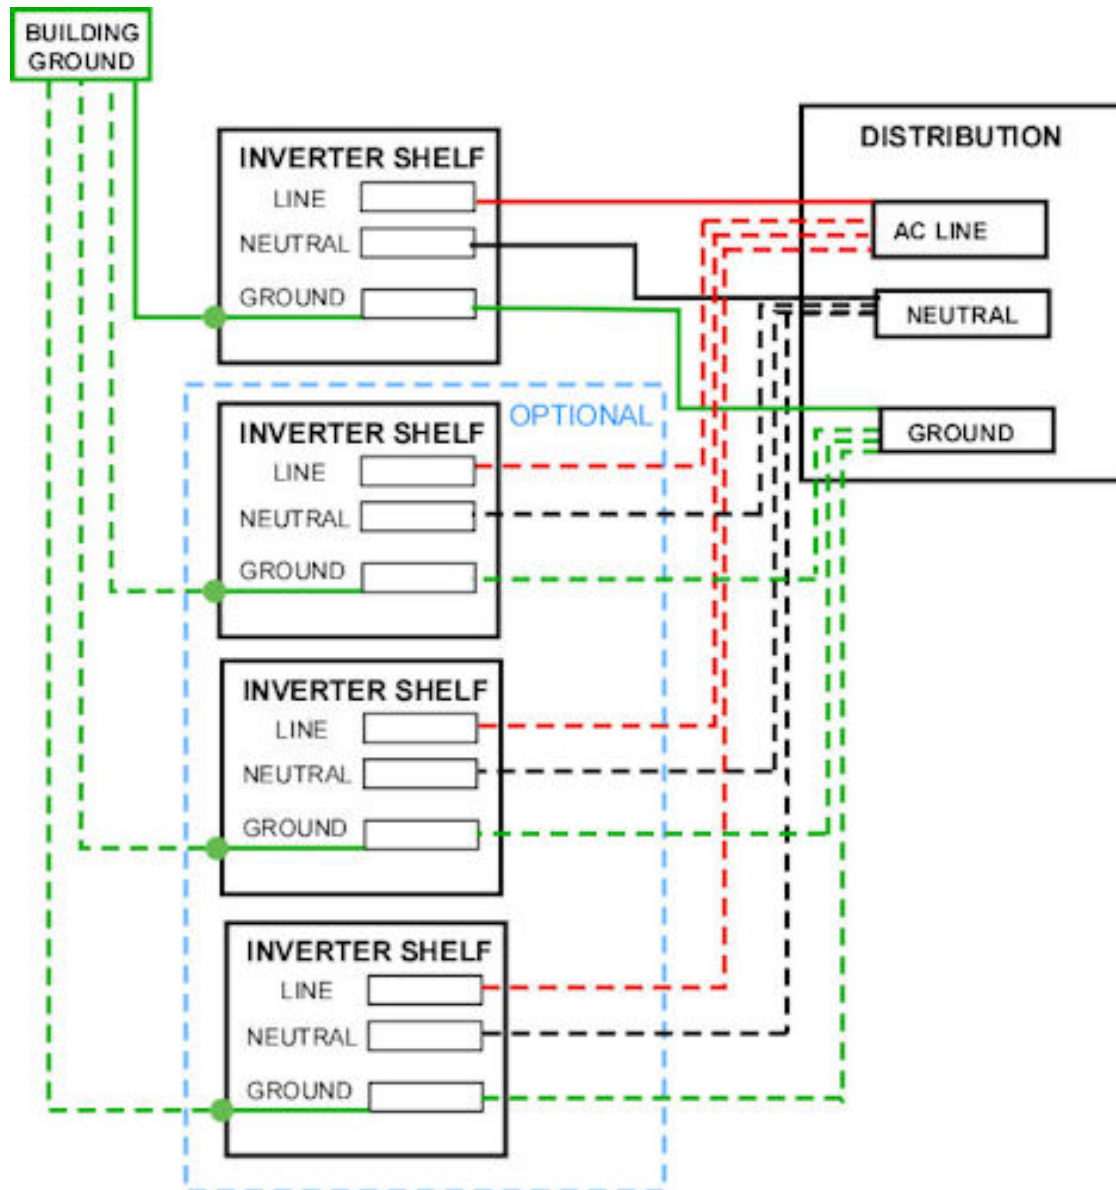 BUILDING
GROUND
DISTRIBUTION
AC LINE
NEUTRAL
GROUND
INVERTER SHELF
LINE
NEUTRAL
GROUND
OPTIONAL
INVERTER SHELF
LINE
NEUTRAL
GROUND
INVERTER SHELF
LINE
NEUTRAL
GROUND
INVERTER SHELF
LINE
NEUTRAL
GROUND